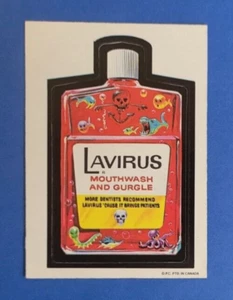 LAVIRUS
MOUTHWASH
AND GURGLE
MORE DENTISTS RECOMMEND
LAVIRUS 'CAUSE IT BRINGS PATIENTS